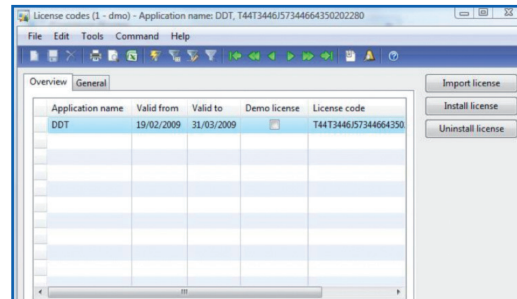 License codes (1 - dmo) - Application name: DDT, T44T3446J57344664350202280
File Edit Tools Command Help
Overview General
Import license
Install license
Uninstall license
Application name Valid from Valid to Demo license License code
DDT 19/02/2009 31/03/2009 T44T3446J57344664350.